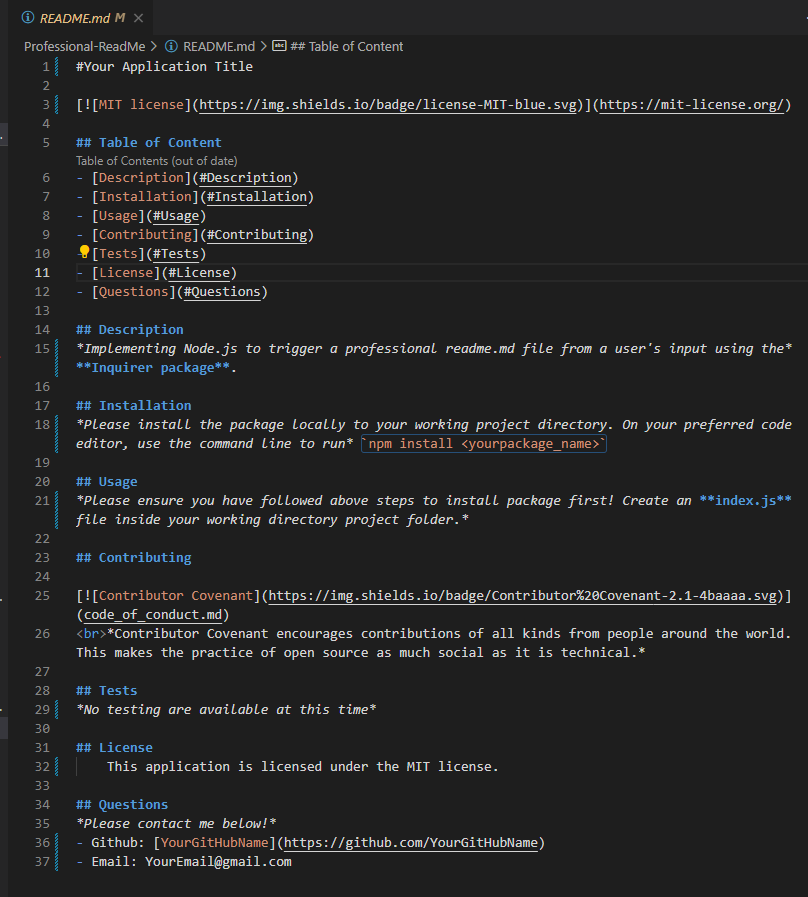 README.md M
Professional-ReadMe > README.md > ## Table of Content
1 #Your Application Title
2
3 [![MIT license](https://img.shields.io/badge/license-MIT-blue.svg)](https://mit-license.org/)
4
5 ## Table of Content
Table of Contents (out of date)
6 - [Description](#Description)
7 - [Installation](#Installation)
8 - [Usage](#Usage)
9 - [Contributing](#Contributing)
10 - [Tests](#Tests)
11 - [License](#License)
12 - [Questions](#Questions)
13
14 ## Description
15 *Implementing Node.js to trigger a professional readme.md file from a user's input using the*
**Inquirer package**.
16
17 ## Installation
18 *Please install the package locally to your working project directory. On your preferred code
editor, use the command line to run* `npm install <yourpackage_name>`
19
20 ## Usage
21 *Please ensure you have followed above steps to install package first! Create an **index.js**
file inside your working directory project folder.*
22
23 ## Contributing
24
25 [![Contributor Covenant](https://img.shields.io/badge/Contributor%20Covenant-2.1-4baaaa.svg)]
(code_of_conduct.md)
26 <br>*Contributor Covenant encourages contributions of all kinds from people around the world.
This makes the practice of open source as much social as it is technical.*
27
28 ## Tests
29 *No testing are available at this time*
30
31 ## License
32 This application is licensed under the MIT license.
33
34 ## Questions
35 *Please contact me below!*
36 - Github: [YourGitHubName](https://github.com/YourGitHubName)
37 - Email: YourEmail@gmail.com